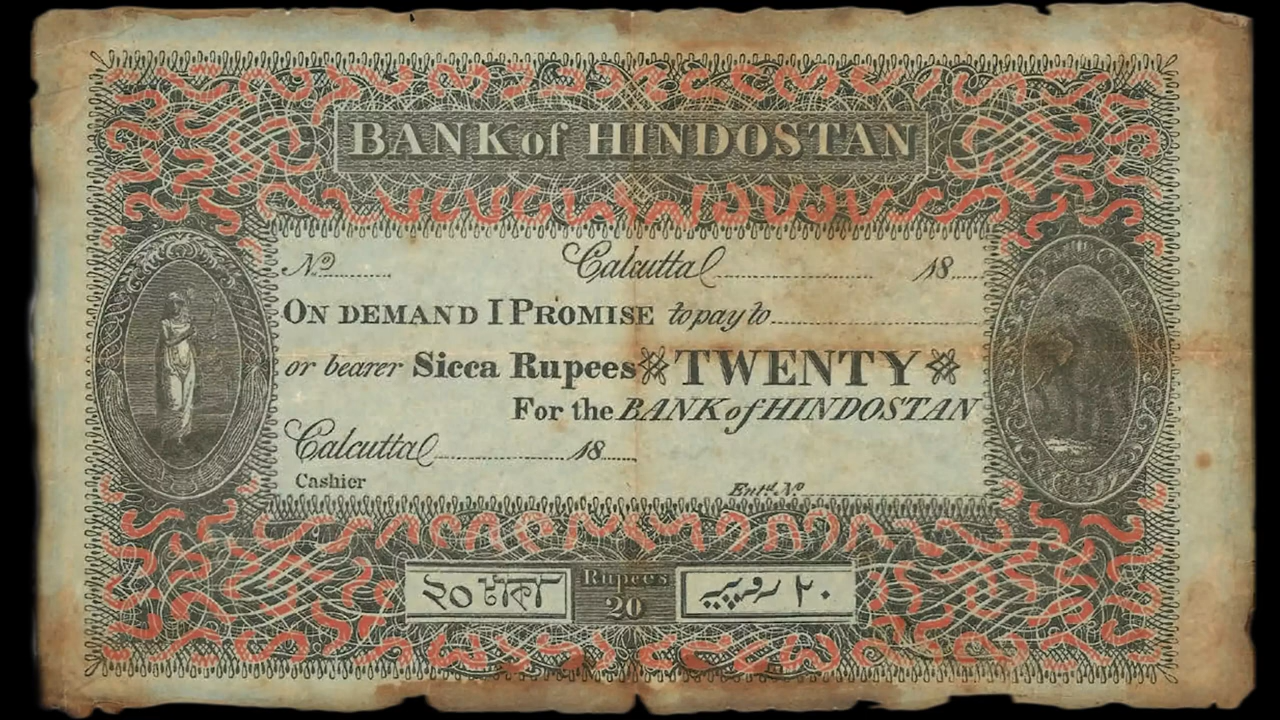 BANK of HINDOSTAN
No.......... Calcutta.......... 18.....
ON DEMAND I PROMISE to pay to..........
or bearer Sicca Rupees TWENTY
For the BANK of HINDOSTAN
Calcutta.......... 18.....
Cashier
Entd. No..........
২০ টাকা
Rupees
20
۲۰ روپیہ